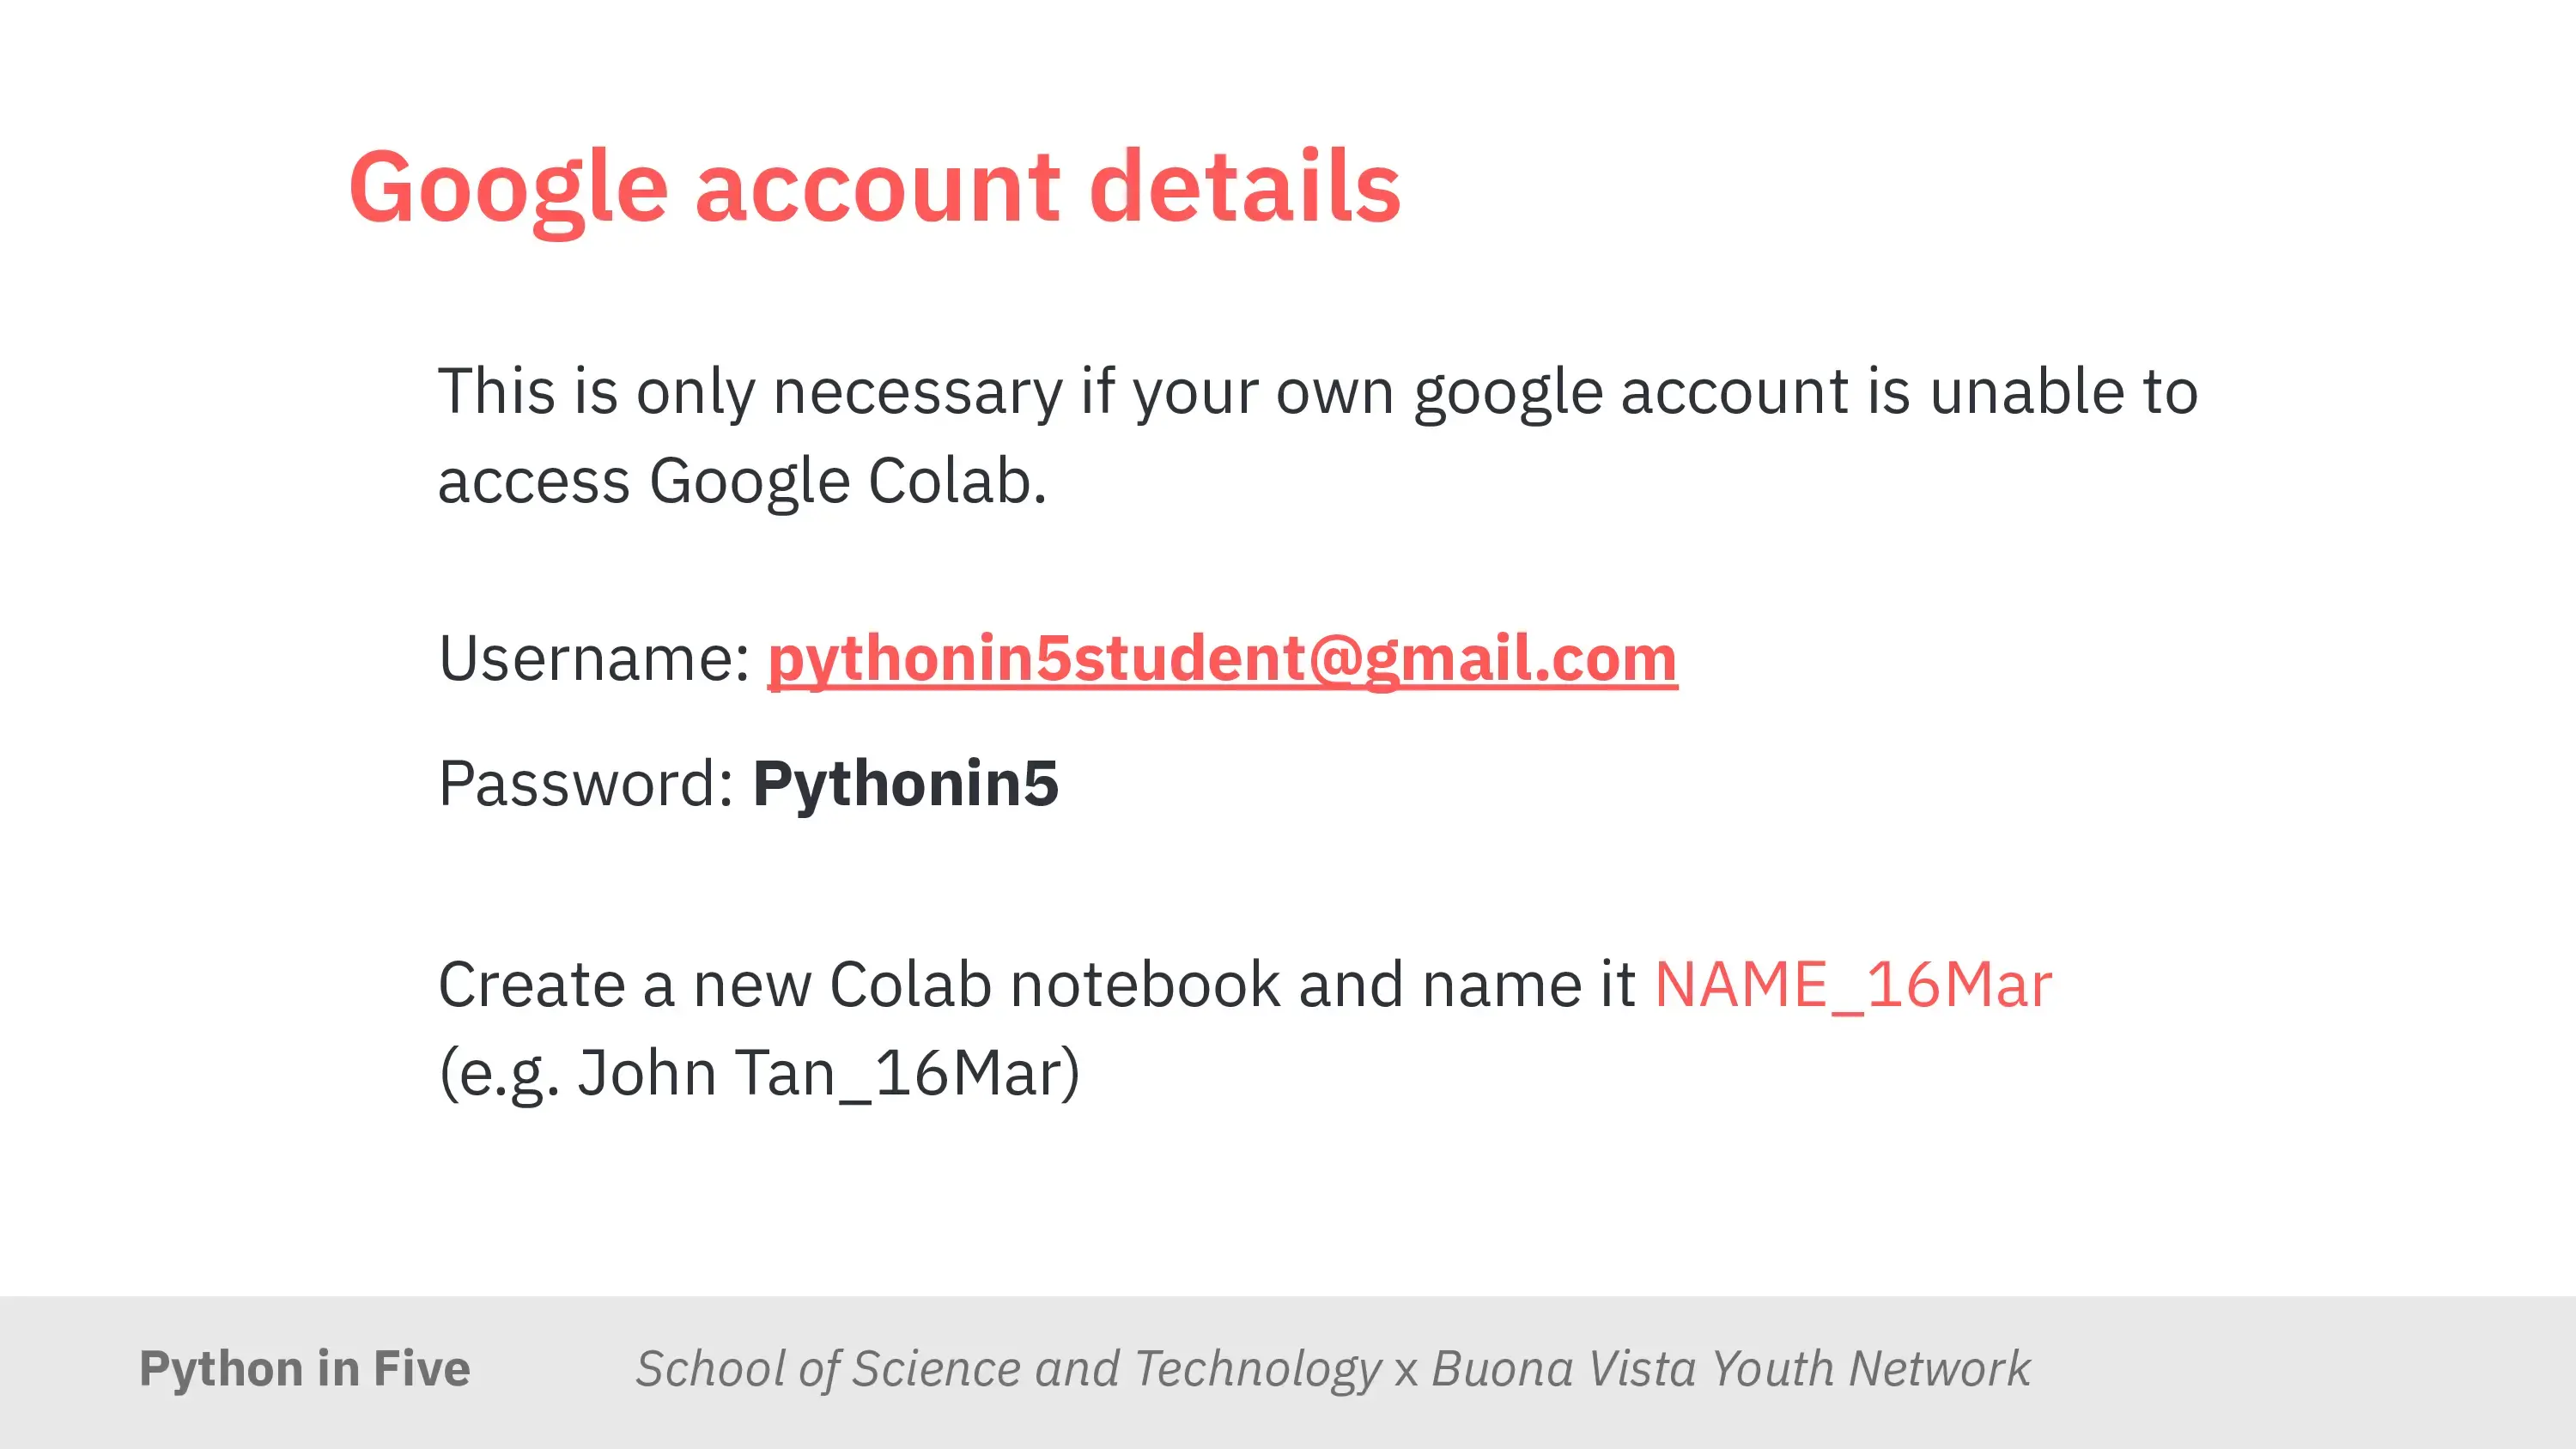 Google account details
This is only necessary if your own google account is unable to
access Google Colab.
Username: pythonin5student@gmail.com
Password: Pythonin5
Create a new Colab notebook and name it NAME_16Mar
(e.g. John Tan_16Mar)
Python in Five School of Science and Technology x Buona Vista Youth Network